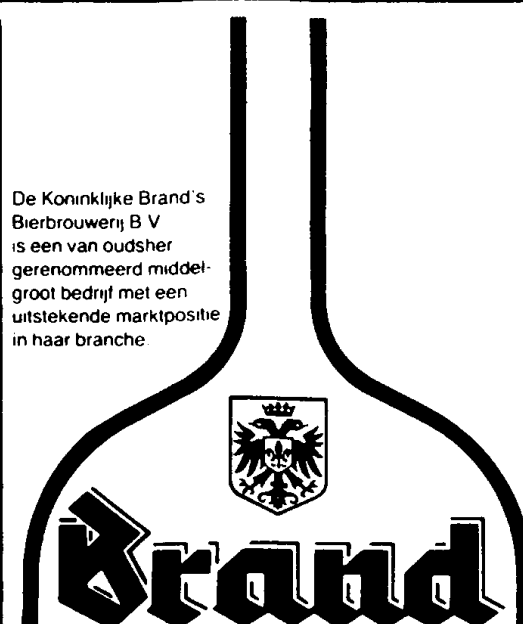 De Koninklijke Brand's
Bierbrouwerij B V
is een van oudsher
gerenommeerd middel-
groot bedrijf met een
uitstekende marktpositie
in haar branche.
Brand